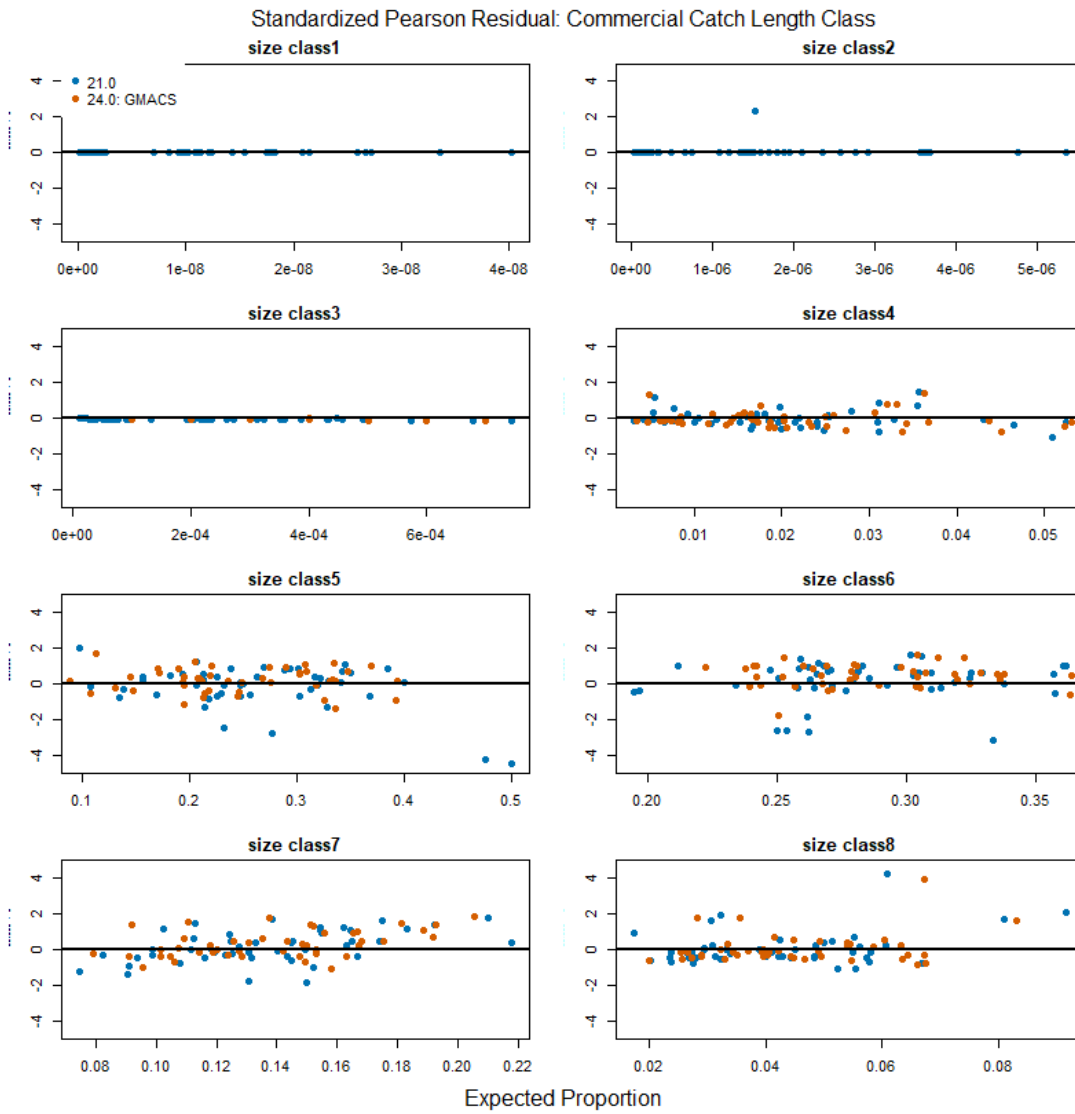 Standardized Pearson Residual: Commercial Catch Length Class
size class1
4
2
0
-2
-4
21.0
24.0: GMACS
0e+00 1e-08 2e-08 3e-08 4e-08
size class2
4
2
0
-2
-4
0e+00 1e-06 2e-06 3e-06 4e-06 5e-06
size class3
4
2
0
-2
-4
0e+00 2e-04 4e-04 6e-04
size class4
4
2
0
-2
-4
0.01 0.02 0.03 0.04 0.05
size class5
4
2
0
-2
-4
0.1 0.2 0.3 0.4 0.5
size class6
4
2
0
-2
-4
0.20 0.25 0.30 0.35
size class7
4
2
0
-2
-4
0.08 0.10 0.12 0.14 0.16 0.18 0.20 0.22
size class8
4
2
0
-2
-4
0.02 0.04 0.06 0.08
Expected Proportion